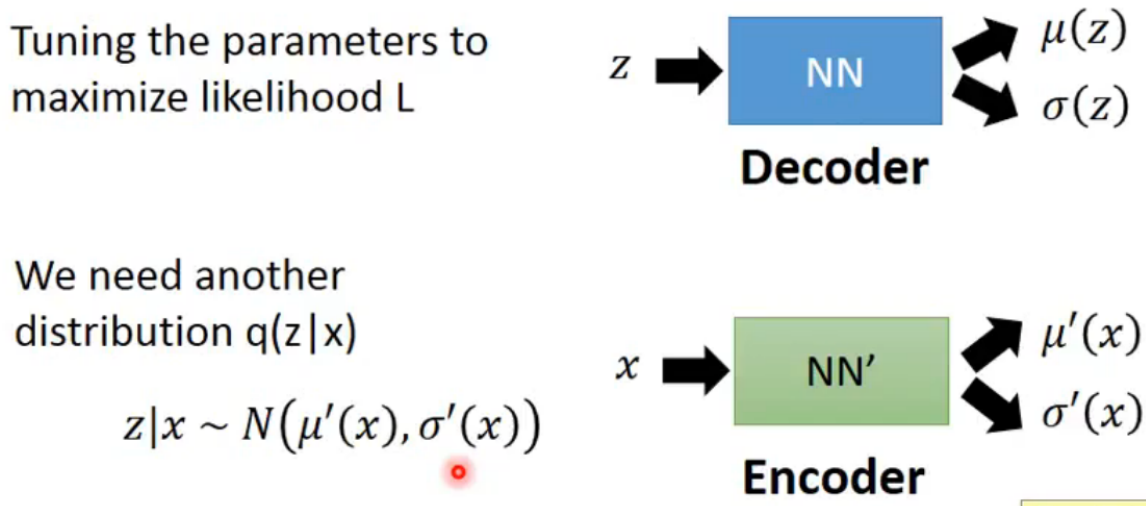 Tuning the parameters to
maximize likelihood L
z
NN
μ(z)
σ(z)
Decoder
We need another
distribution q(z|x)
z|x ~ N(μ′(x), σ′(x))
x
NN’
μ′(x)
σ′(x)
Encoder